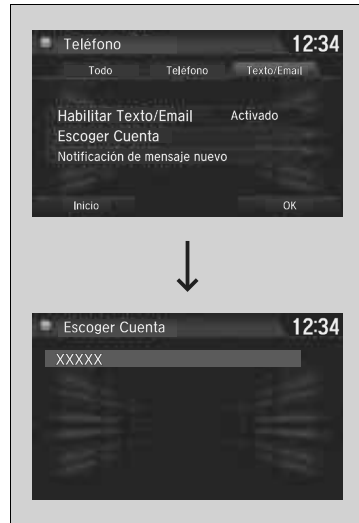 Teléfono 12:34
Todo Teléfono Texto/Email
Habilitar Texto/Email Activado
Escoger Cuenta
Notificación de mensaje nuevo
Inicio OK
Escoger Cuenta 12:34
XXXXX